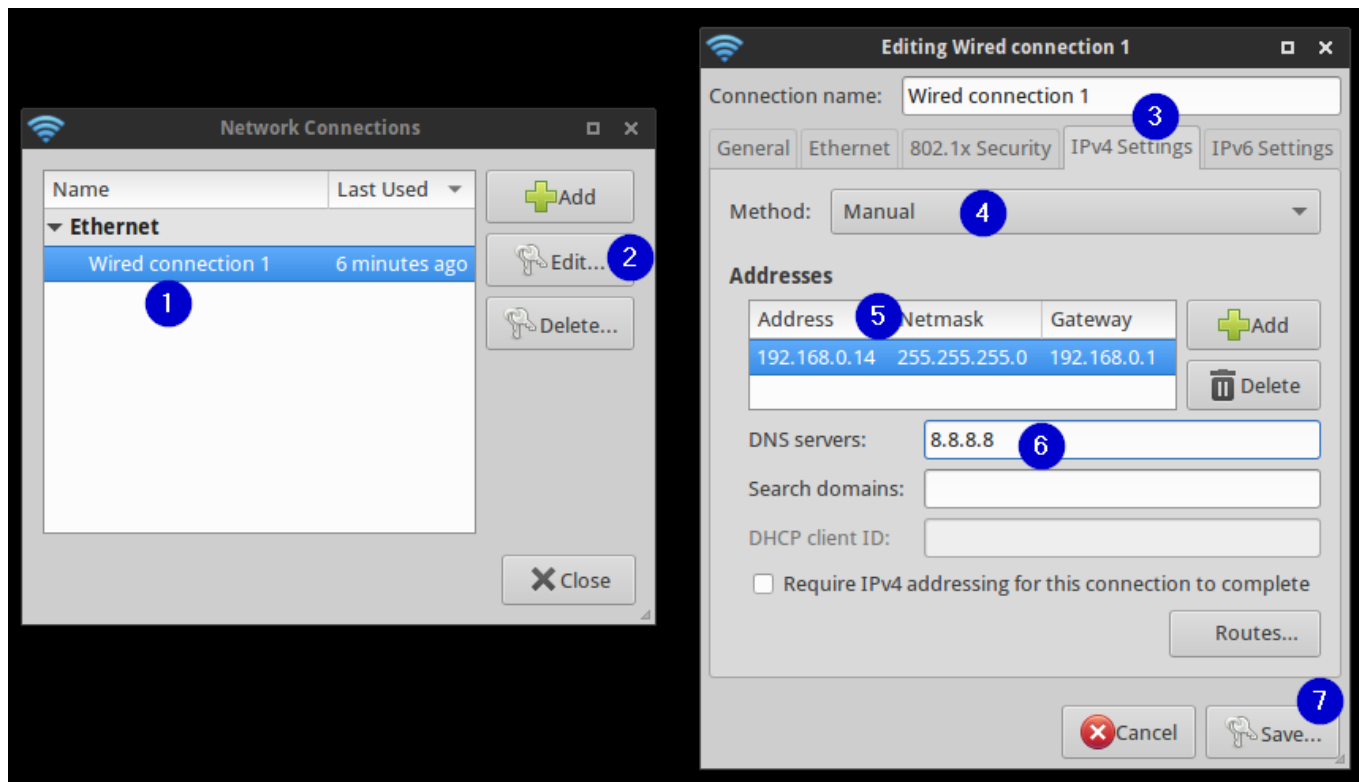 Network Connections
Name Last Used
Ethernet
Wired connection 1 6 minutes ago
1
Add
Edit... 2
Delete...
Close
Editing Wired connection 1
Connection name: Wired connection 1
3
General Ethernet 802.1x Security IPv4 Settings IPv6 Settings
Method: Manual 4
Addresses
Address 5 Netmask Gateway
192.168.0.14 255.255.255.0 192.168.0.1
Add
Delete
DNS servers: 8.8.8.8 6
Search domains:
DHCP client ID:
Require IPv4 addressing for this connection to complete
Routes...
7
Cancel Save...